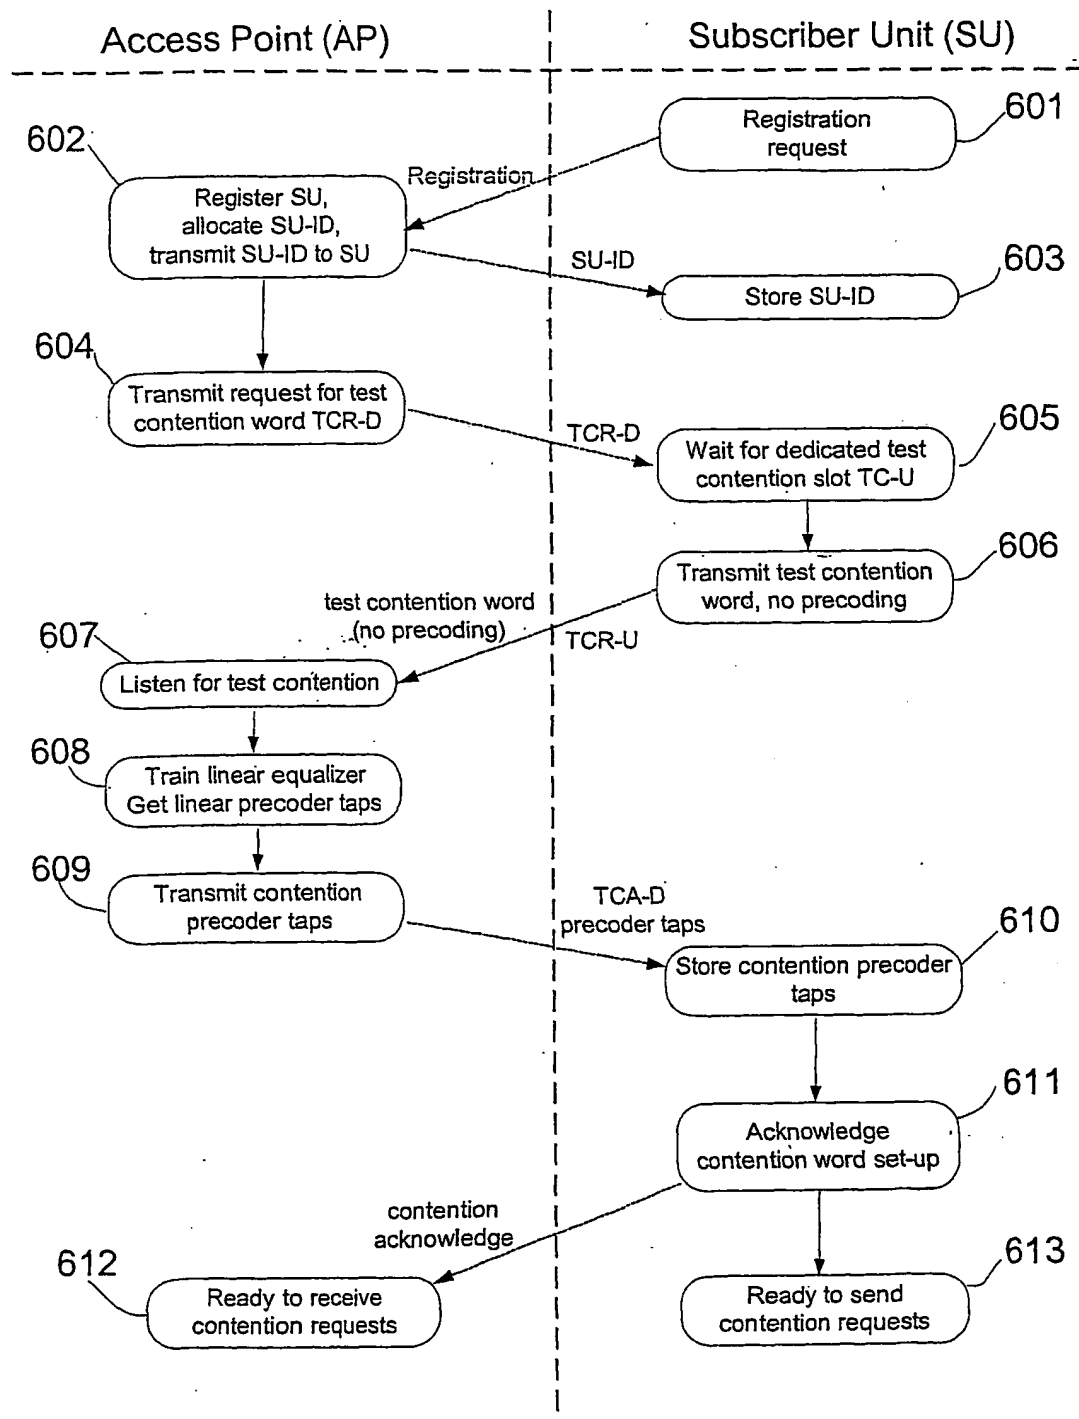 Access Point (AP)
Subscriber Unit (SU)
601
Registration
request
602
Registration
Register SU,
allocate SU-ID,
transmit SU-ID to SU
SU-ID
603
Store SU-ID
604
Transmit request for test
contention word TCR-D
TCR-D
605
Wait for dedicated test
contention slot TC-U
606
Transmit test contention
word, no precoding
test contention word
(no precoding)
TCR-U
607
Listen for test contention
608
Train linear equalizer
Get linear precoder taps
609
Transmit contention
precoder taps
TCA-D
precoder taps
610
Store contention precoder
taps
611
Acknowledge
contention word set-up
contention
acknowledge
612
Ready to receive
contention requests
613
Ready to send
contention requests